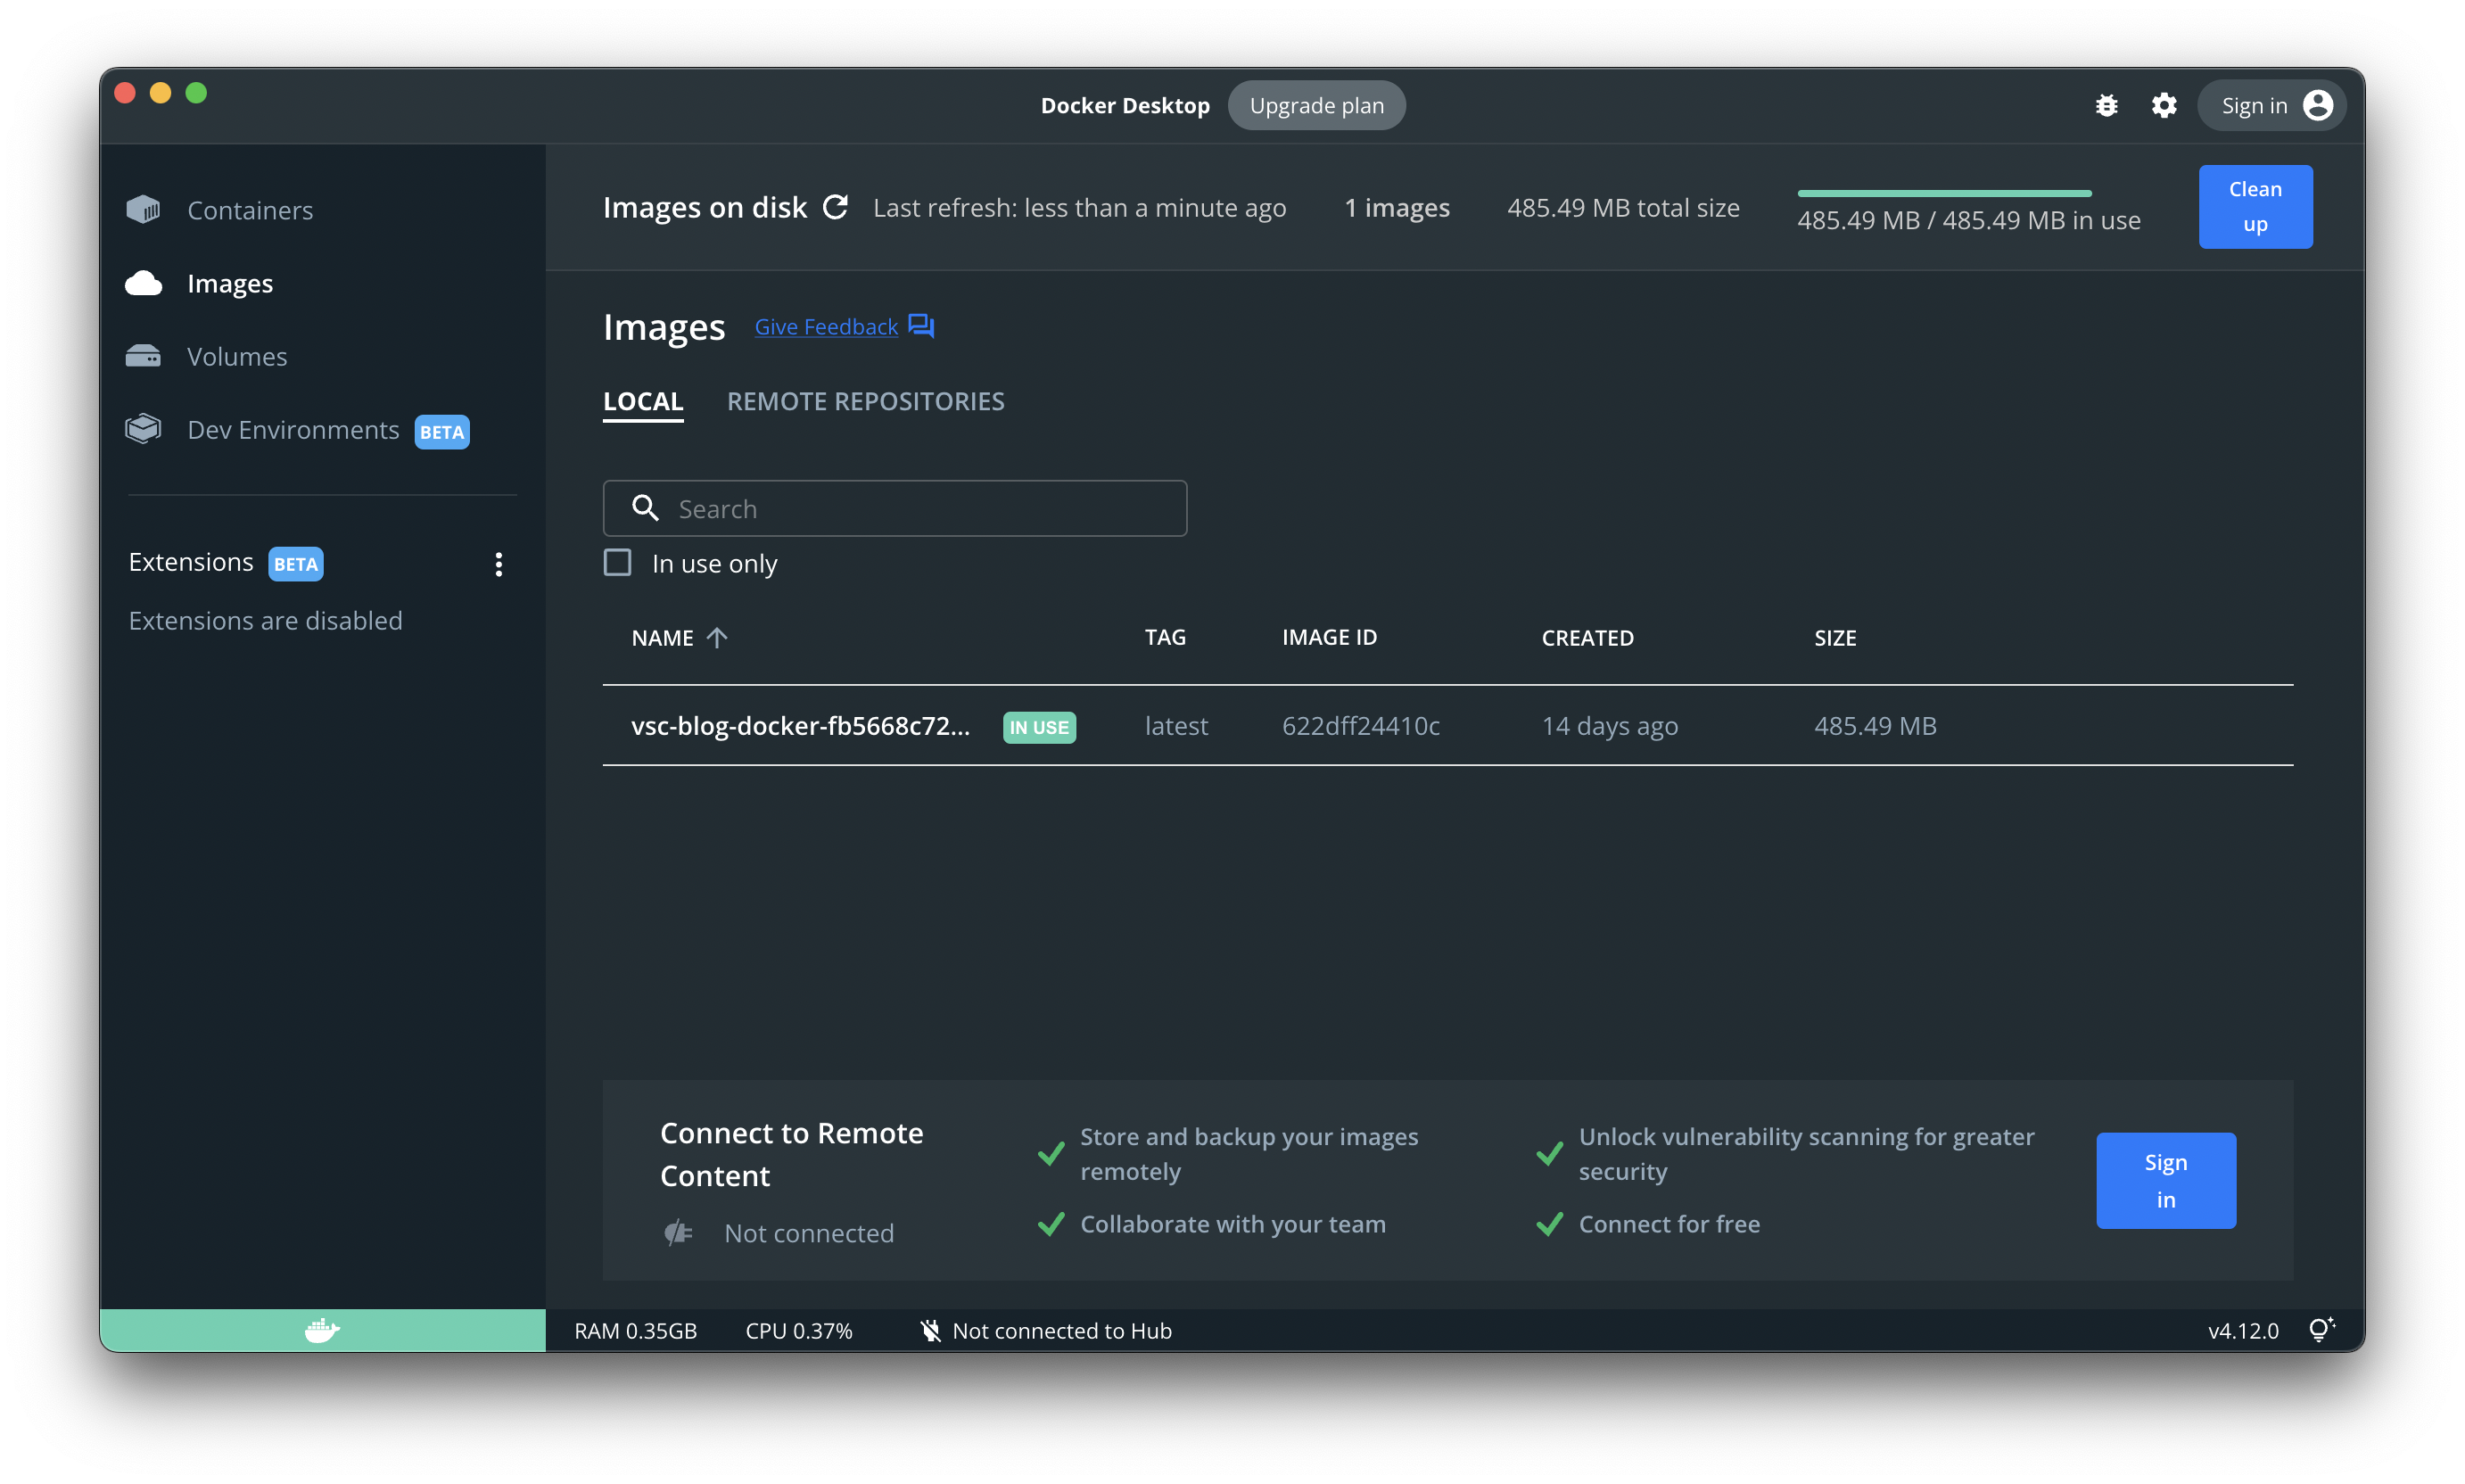 Docker Desktop Upgrade plan Sign in
Containers
Images
Volumes
Dev Environments BETA
Extensions BETA
Extensions are disabled
Images on disk Last refresh: less than a minute ago 1 images 485.49 MB total size 485.49 MB / 485.49 MB in use
Clean
up
Images Give Feedback
LOCAL REMOTE REPOSITORIES
Search
In use only
NAME TAG IMAGE ID CREATED SIZE
vsc-blog-docker-fb5668c72... IN USE latest 622dff24410c 14 days ago 485.49 MB
Connect to Remote
Content
Not connected
Store and backup your images
remotely
Collaborate with your team
Unlock vulnerability scanning for greater
security
Connect for free
Sign
in
RAM 0.35GB CPU 0.37% Not connected to Hub v4.12.0